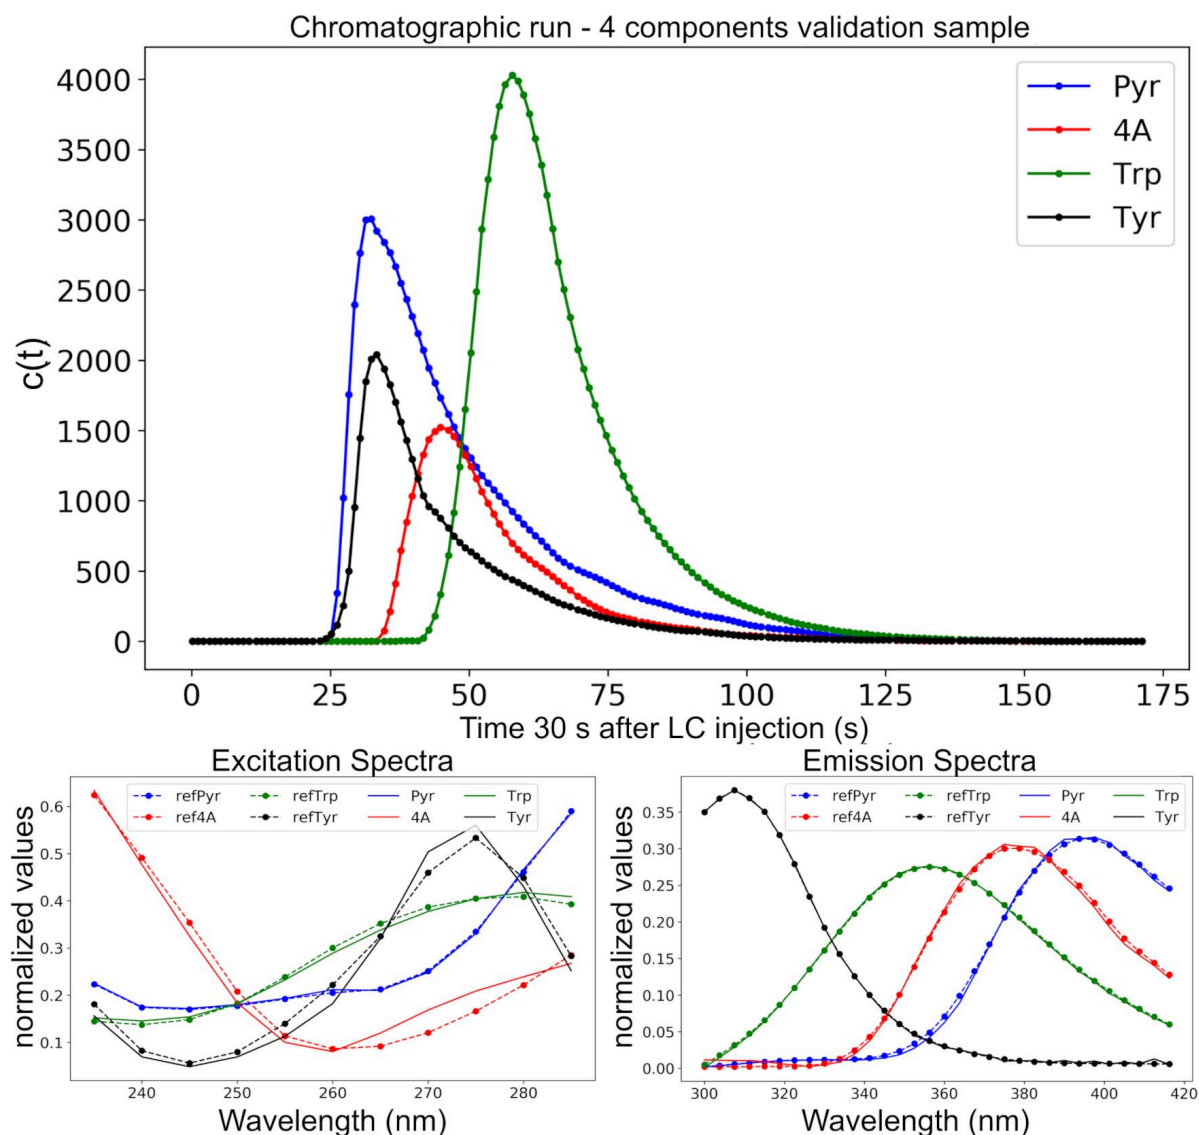 Chromatographic run - 4 components validation sample
c(t)
4000
3500
3000
2500
2000
1500
1000
500
0
Pyr
4A
Trp
Tyr
0 25 50 75 100 125 150 175
Time 30 s after LC injection (s)
Excitation Spectra
normalized values
0.6
0.5
0.4
0.3
0.2
0.1
refPyr refTrp Pyr Trp
ref4A refTyr 4A Tyr
240 250 260 270 280
Wavelength (nm)
Emission Spectra
normalized values
0.35
0.30
0.25
0.20
0.15
0.10
0.05
0.00
refPyr refTrp Pyr Trp
ref4A refTyr 4A Tyr
300 320 340 360 380 400 420
Wavelength (nm)